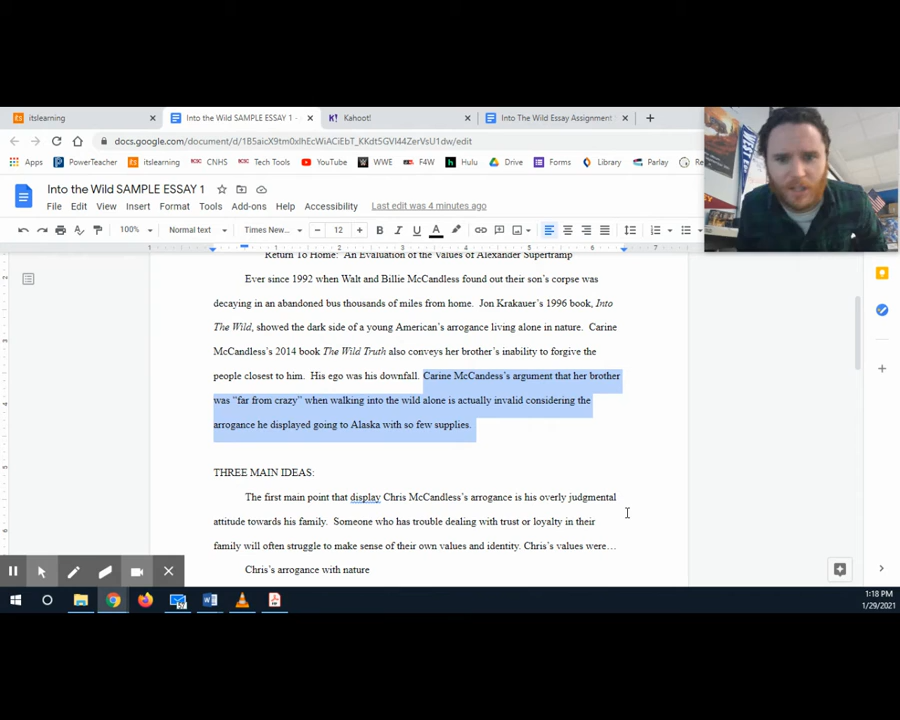 itslearning
Into the Wild SAMPLE ESSAY 1 -
Kahoot!
Into The Wild Essay Assignment
docs.google.com/document/d/1B5aicX9tm0xlhEcWiACiEbT_KKdt5GVI44ZerVsU1dw/edit
Apps PowerTeacher itslearning CNHS Tech Tools YouTube WWE F4W Hulu Drive Forms Library Parlay
Into the Wild SAMPLE ESSAY 1
File Edit View Insert Format Tools Add-ons Help Accessibility Last edit was 4 minutes ago
100% Normal text Times New... 12
1 1 2 3 4 5 6 7
Return To Home: An Evaluation of the Values of Alexander Supertramp
Ever since 1992 when Walt and Billie McCandless found out their son's corpse was
decaying in an abandoned bus thousands of miles from home. Jon Krakauer's 1996 book, Into
The Wild, showed the dark side of a young American's arrogance living alone in nature. Carine
McCandless's 2014 book The Wild Truth also conveys her brother's inability to forgive the
people closest to him. His ego was his downfall. Carine McCandess's argument that her brother
was "far from crazy" when walking into the wild alone is actually invalid considering the
arrogance he displayed going to Alaska with so few supplies.
THREE MAIN IDEAS:
The first main point that display Chris McCandless's arrogance is his overly judgmental
attitude towards his family. Someone who has trouble dealing with trust or loyalty in their
family will often struggle to make sense of their own values and identity. Chris's values were…
Chris's arrogance with nature
1:18 PM
1/29/2021